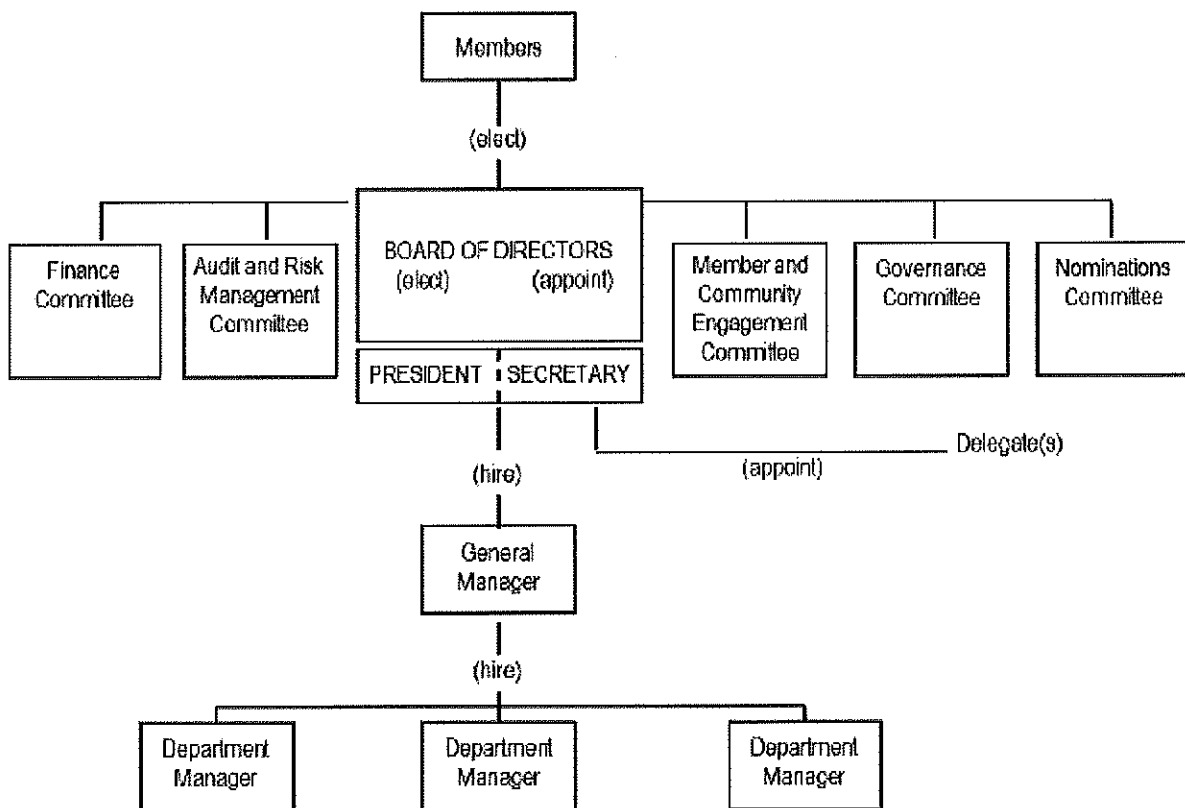 Members
(elect)
BOARD OF DIRECTORS
(elect) (appoint)
Finance
Committee
Audit and Risk
Management
Committee
Member and
Community
Engagement
Committee
Governance
Committee
Nominations
Committee
PRESIDENT SECRETARY
Delegate(s)
(appoint)
(hire)
General
Manager
(hire)
Department
Manager
Department
Manager
Department
Manager